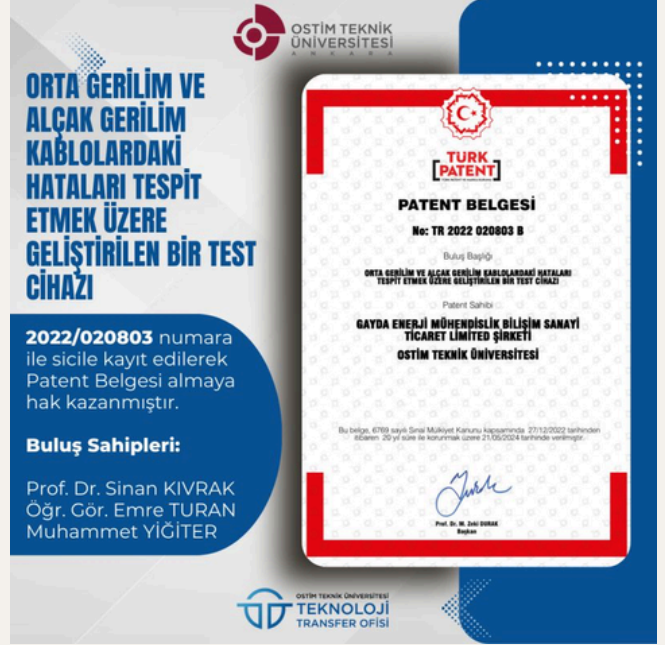 OSTİM TEKNİK
ÜNİVERSİTESİ
ANKARA
ORTA GERİLİM VE
ALÇAK GERİLİM
KABLOLARDAKİ
HATALARI TESPİT
ETMEK ÜZERE
GELİŞTİRİLEN BİR TEST
CİHAZI
2022/020803 numara
ile sicile kayıt edilerek
Patent Belgesi almaya
hak kazanmıştır.
Buluş Sahipleri:
Prof. Dr. Sinan KIVRAK
Öğr. Gör. Emre TURAN
Muhammet YİĞİTER
TÜRK
PATENT
PATENT BELGESİ
No: TR 2022 020803 B
Buluş Başlığı
ORTA GERİLİM VE ALÇAK GERİLİM KABLOLARDAKİ HATALARI
TESPİT ETMEK ÜZERE GELİŞTİRİLEN BİR TEST CİHAZI
Patent Sahibi
GAYDA ENERJİ MÜHENDİSLİK BİLİŞİM SANAYİ
TİCARET LİMİTED ŞİRKETİ
OSTİM TEKNİK ÜNİVERSİTESİ
Bu belge, 6769 sayılı Sınai Mülkiyet Kanunu kapsamında 27/12/2022 tarihinden
itibaren 20 yıl süre ile korunmak üzere 21/05/2024 tarihinde verilmiştir.
Prof. Dr. M. Zeki DURAK
Başkan
OSTİM TEKNİK ÜNİVERSİTESİ
TEKNOLOJİ
TRANSFER OFİSİ